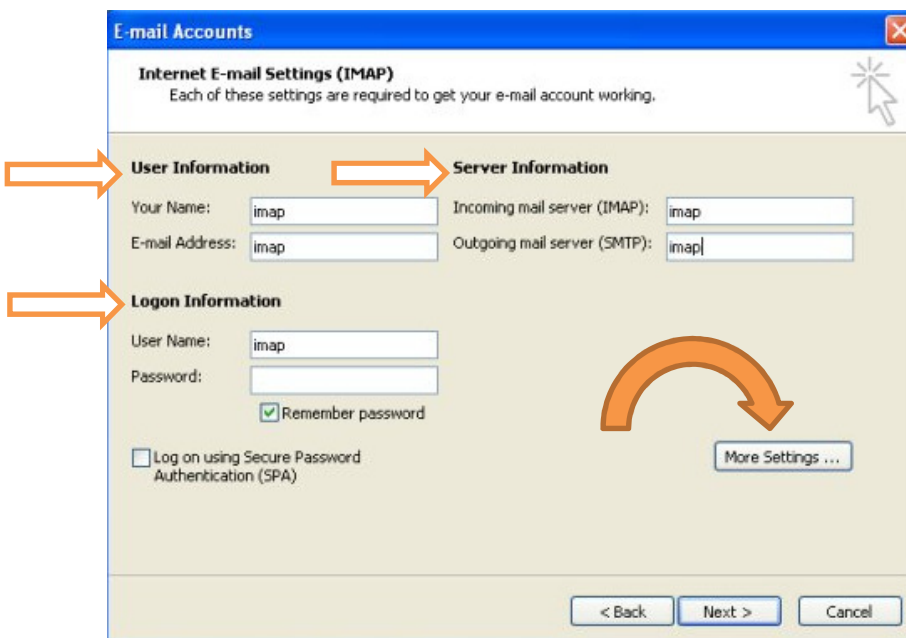 E-mail Accounts
Internet E-mail Settings (IMAP)
Each of these settings are required to get your e-mail account working.
User Information
Your Name: imap
E-mail Address: imap
Server Information
Incoming mail server (IMAP): imap
Outgoing mail server (SMTP): imap
Logon Information
User Name: imap
Password:
Remember password
Log on using Secure Password
Authentication (SPA)
More Settings ...
< Back
Next >
Cancel